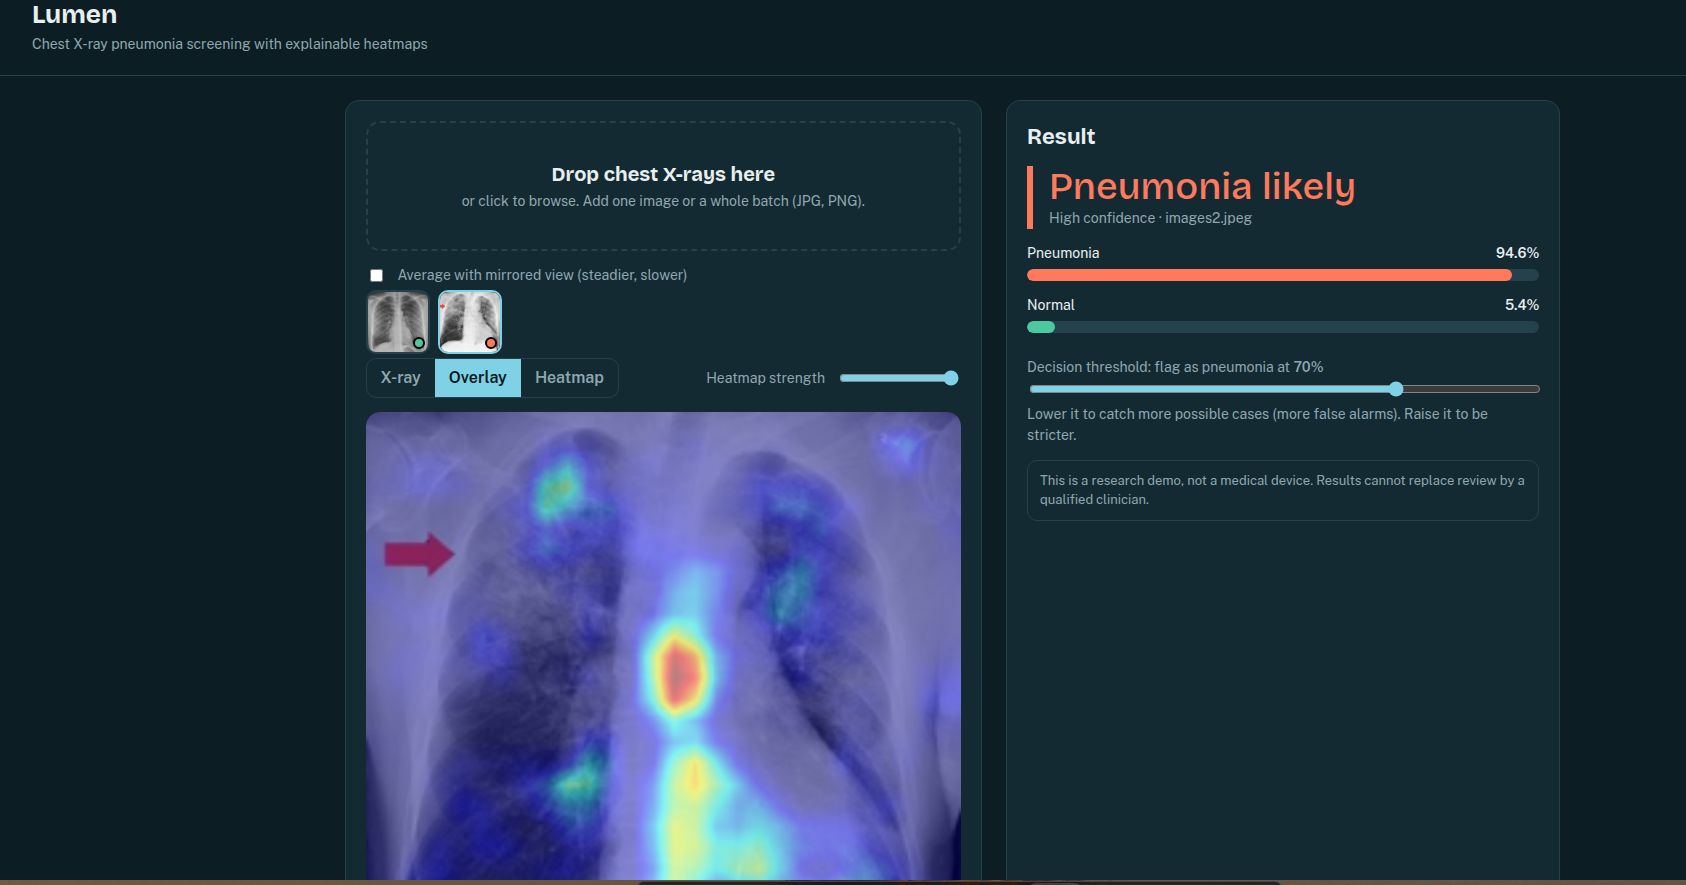 Lumen
Chest X-ray pneumonia screening with explainable heatmaps
Drop chest X-rays here
or click to browse. Add one image or a whole batch (JPG, PNG).
Average with mirrored view (steadier, slower)
X-ray
Overlay
Heatmap
Heatmap strength
Result
Pneumonia likely
High confidence · images2.jpeg
Pneumonia 94.6%
Normal 5.4%
Decision threshold: flag as pneumonia at 70%
Lower it to catch more possible cases (more false alarms). Raise it to be
stricter.
This is a research demo, not a medical device. Results cannot replace review by a
qualified clinician.